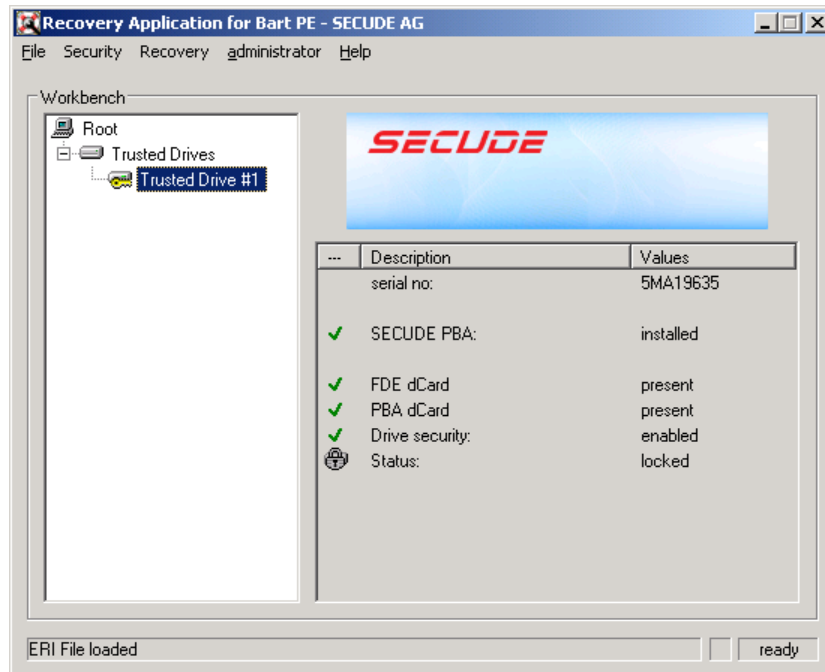 Recovery Application for Bart PE - SECUDE AG
File Security Recovery administrator Help
Workbench
Root
Trusted Drives
Trusted Drive #1
SECUDE
--- Description Values
serial no: 5MA19635
SECUDE PBA: installed
FDE dCard present
PBA dCard present
Drive security: enabled
Status: locked
ERI File loaded ready